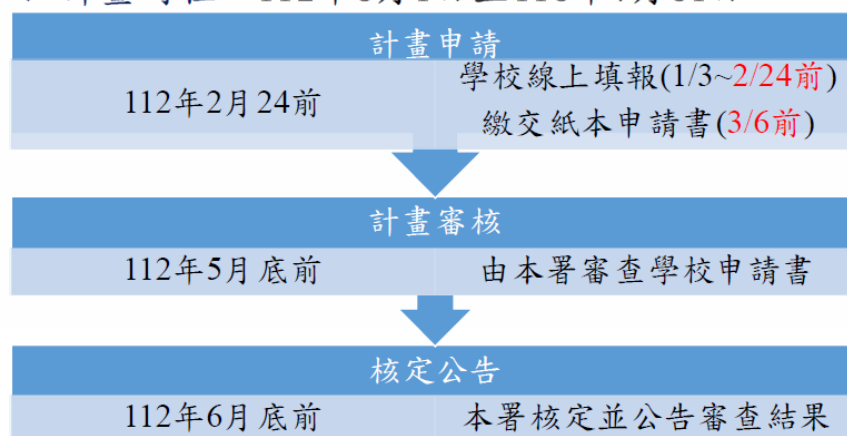 計畫申請
112年2月24前
學校線上填報(1/3~2/24前)
繳交紙本申請書(3/6前)
計畫審核
112年5月底前
由本署審查學校申請書
核定公告
112年6月底前
本署核定並公告審查結果